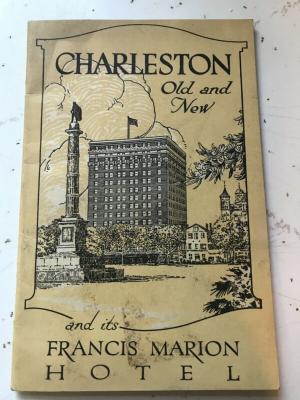 CHARLESTON
Old and
New
and its
FRANCIS MARION
HOTEL